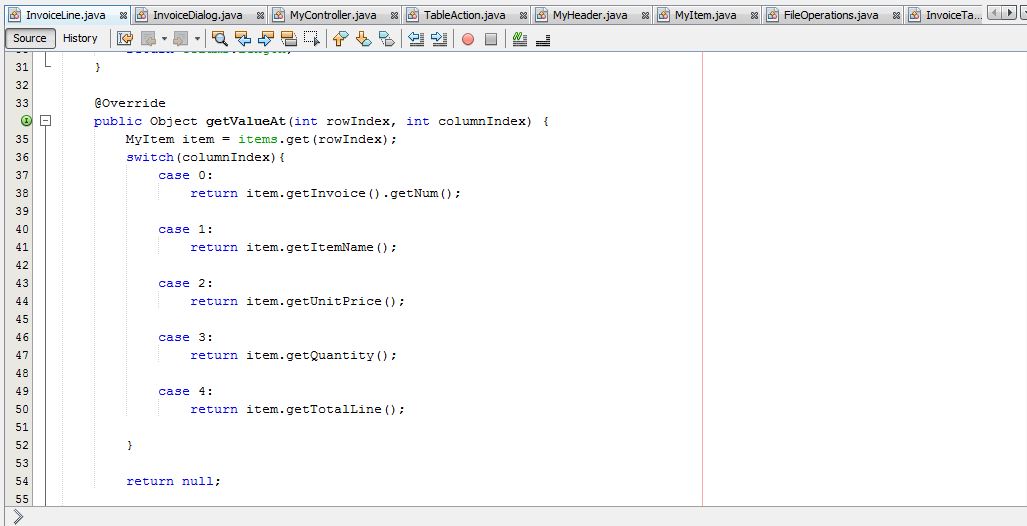 InvoiceLine.java InvoiceDialog.java MyController.java TableAction.java MyHeader.java MyItem.java FileOperations.java InvoiceTa...
Source History
31 }
32
33 @Override
public Object getValueAt(int rowIndex, int columnIndex) {
35 MyItem item = items.get(rowIndex);
36 switch(columnIndex){
37 case 0:
38 return item.getInvoice().getNum();
39
40 case 1:
41 return item.getItemName();
42
43 case 2:
44 return item.getUnitPrice();
45
46 case 3:
47 return item.getQuantity();
48
49 case 4:
50 return item.getTotalLine();
51
52 }
53
54 return null;
55